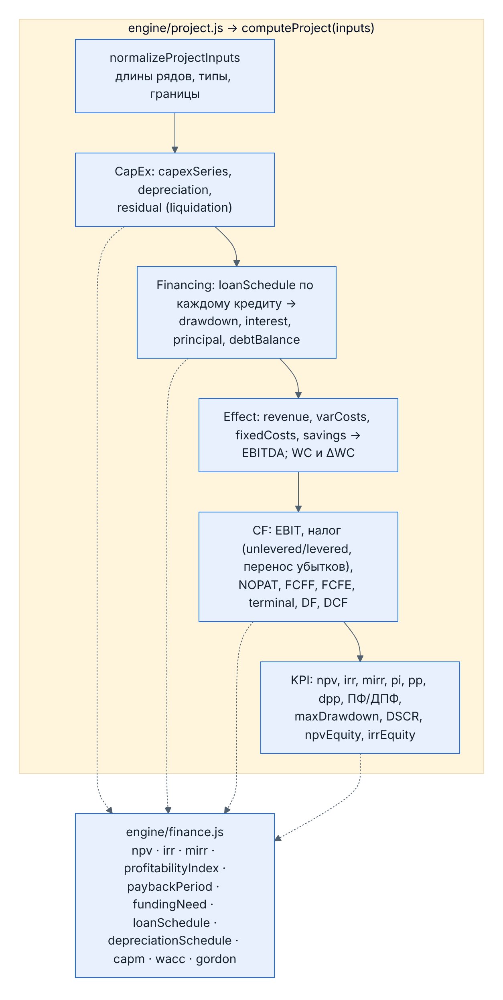 engine/project.js → computeProject(inputs)
normalizeProjectInputs
длины рядов, типы,
границы
CapEx: capexSeries,
depreciation,
residual (liquidation)
Financing: loanSchedule по
каждому кредиту →
drawdown, interest,
principal, debtBalance
Effect: revenue, varCosts,
fixedCosts, savings →
EBITDA; WC и ΔWC
CF: EBIT, налог
(unlevered/levered,
перенос убытков),
NOPAT, FCFF, FCFE,
terminal, DF, DCF
KPI: npv, irr, mirr, pi, pp,
dpp, ПФ/ДПФ,
maxDrawdown, DSCR,
npvEquity, irrEquity
engine/finance.js
npv · irr · mirr ·
profitabilityIndex ·
paybackPeriod ·
fundingNeed ·
loanSchedule ·
depreciationSchedule ·
capm · wacc · gordon